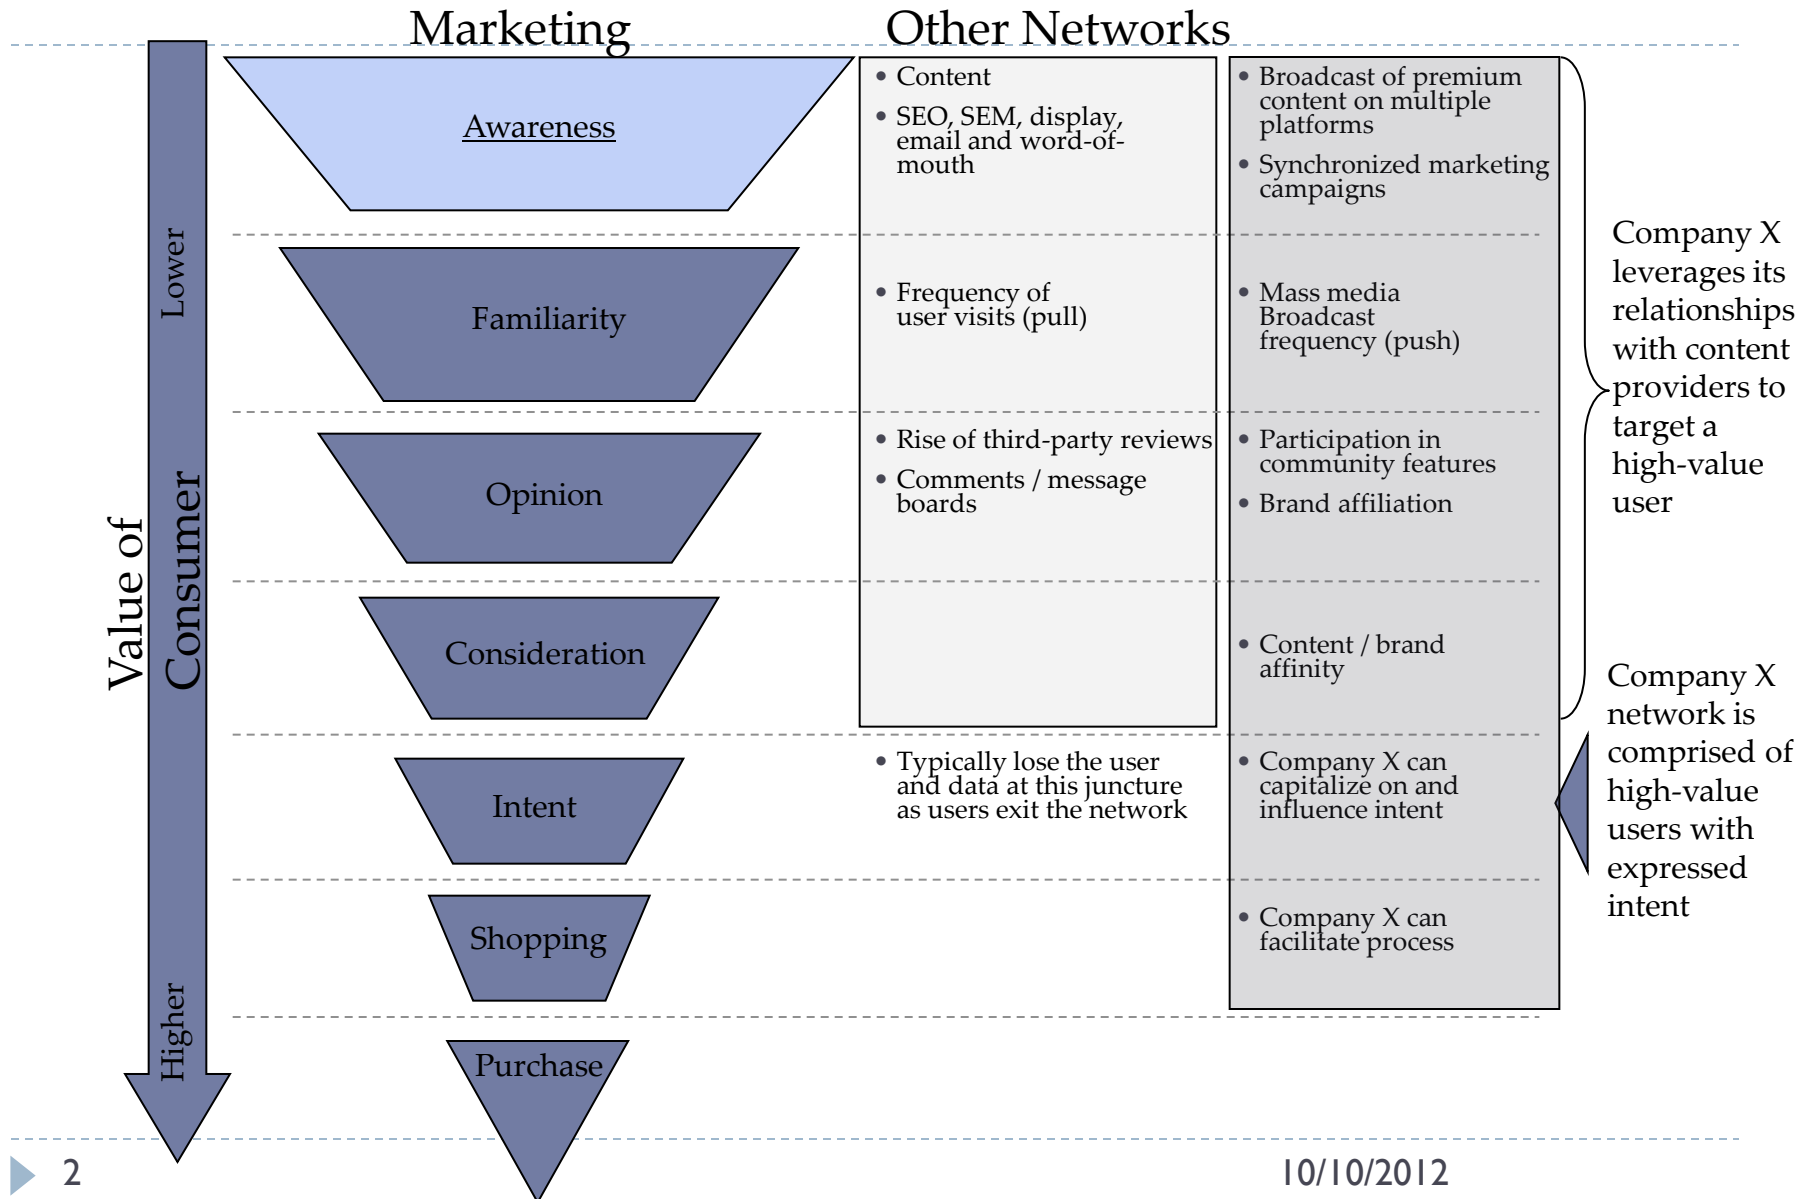 Marketing
Other Networks
Value of
Consumer
Lower
Higher
Awareness
• Content
• SEO, SEM, display,
email and word-of-
mouth
• Broadcast of premium
content on multiple
platforms
• Synchronized marketing
campaigns
Familiarity
• Frequency of
user visits (pull)
• Mass media
Broadcast
frequency (push)
Opinion
• Rise of third-party reviews
• Comments / message
boards
• Participation in
community features
• Brand affiliation
Consideration
• Content / brand
affinity
Intent
• Typically lose the user
and data at this juncture
as users exit the network
• Company X can
capitalize on and
influence intent
Shopping
• Company X can
facilitate process
Purchase
Company X
leverages its
relationships
with content
providers to
target a
high-value
user
Company X
network is
comprised of
high-value
users with
expressed
intent
2
10/10/2012